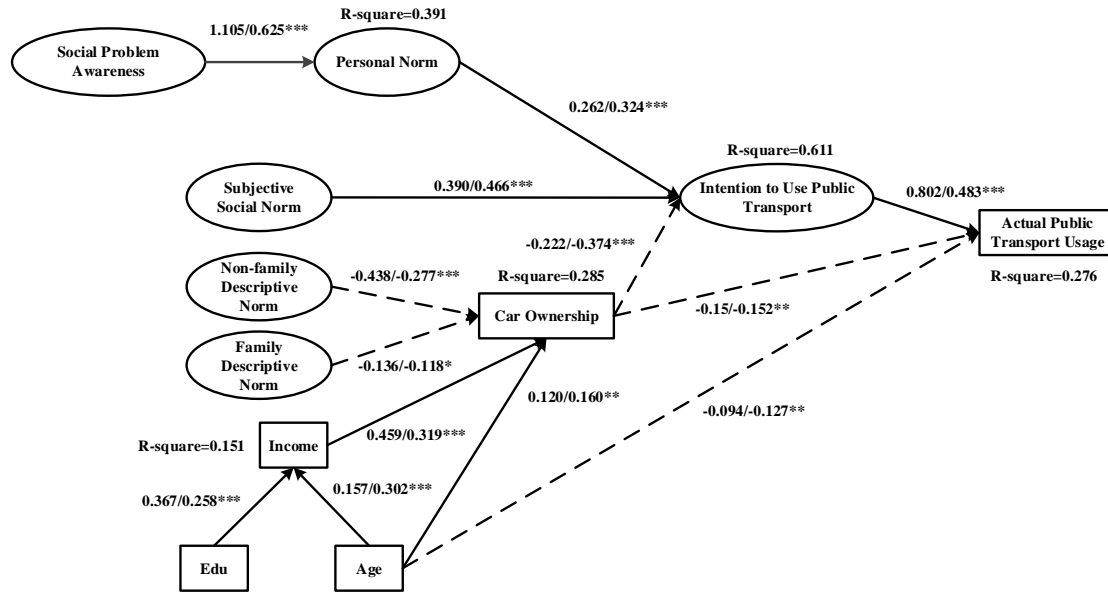 R-square=0.391
1.105/0.625***
Social Problem
Awareness
Personal Norm
0.262/0.324***
R-square=0.611
Subjective
Social Norm
0.390/0.466***
Intention to Use Public
Transport
0.802/0.483***
Actual Public
Transport Usage
R-square=0.276
-0.222/-0.374***
Non-family
Descriptive
Norm
-0.438/-0.277***
R-square=0.285
Car Ownership
-0.15/-0.152**
Family
Descriptive
Norm
-0.136/-0.118*
0.120/0.160**
-0.094/-0.127**
R-square=0.151
Income
0.459/0.319***
0.367/0.258***
0.157/0.302***
Edu
Age